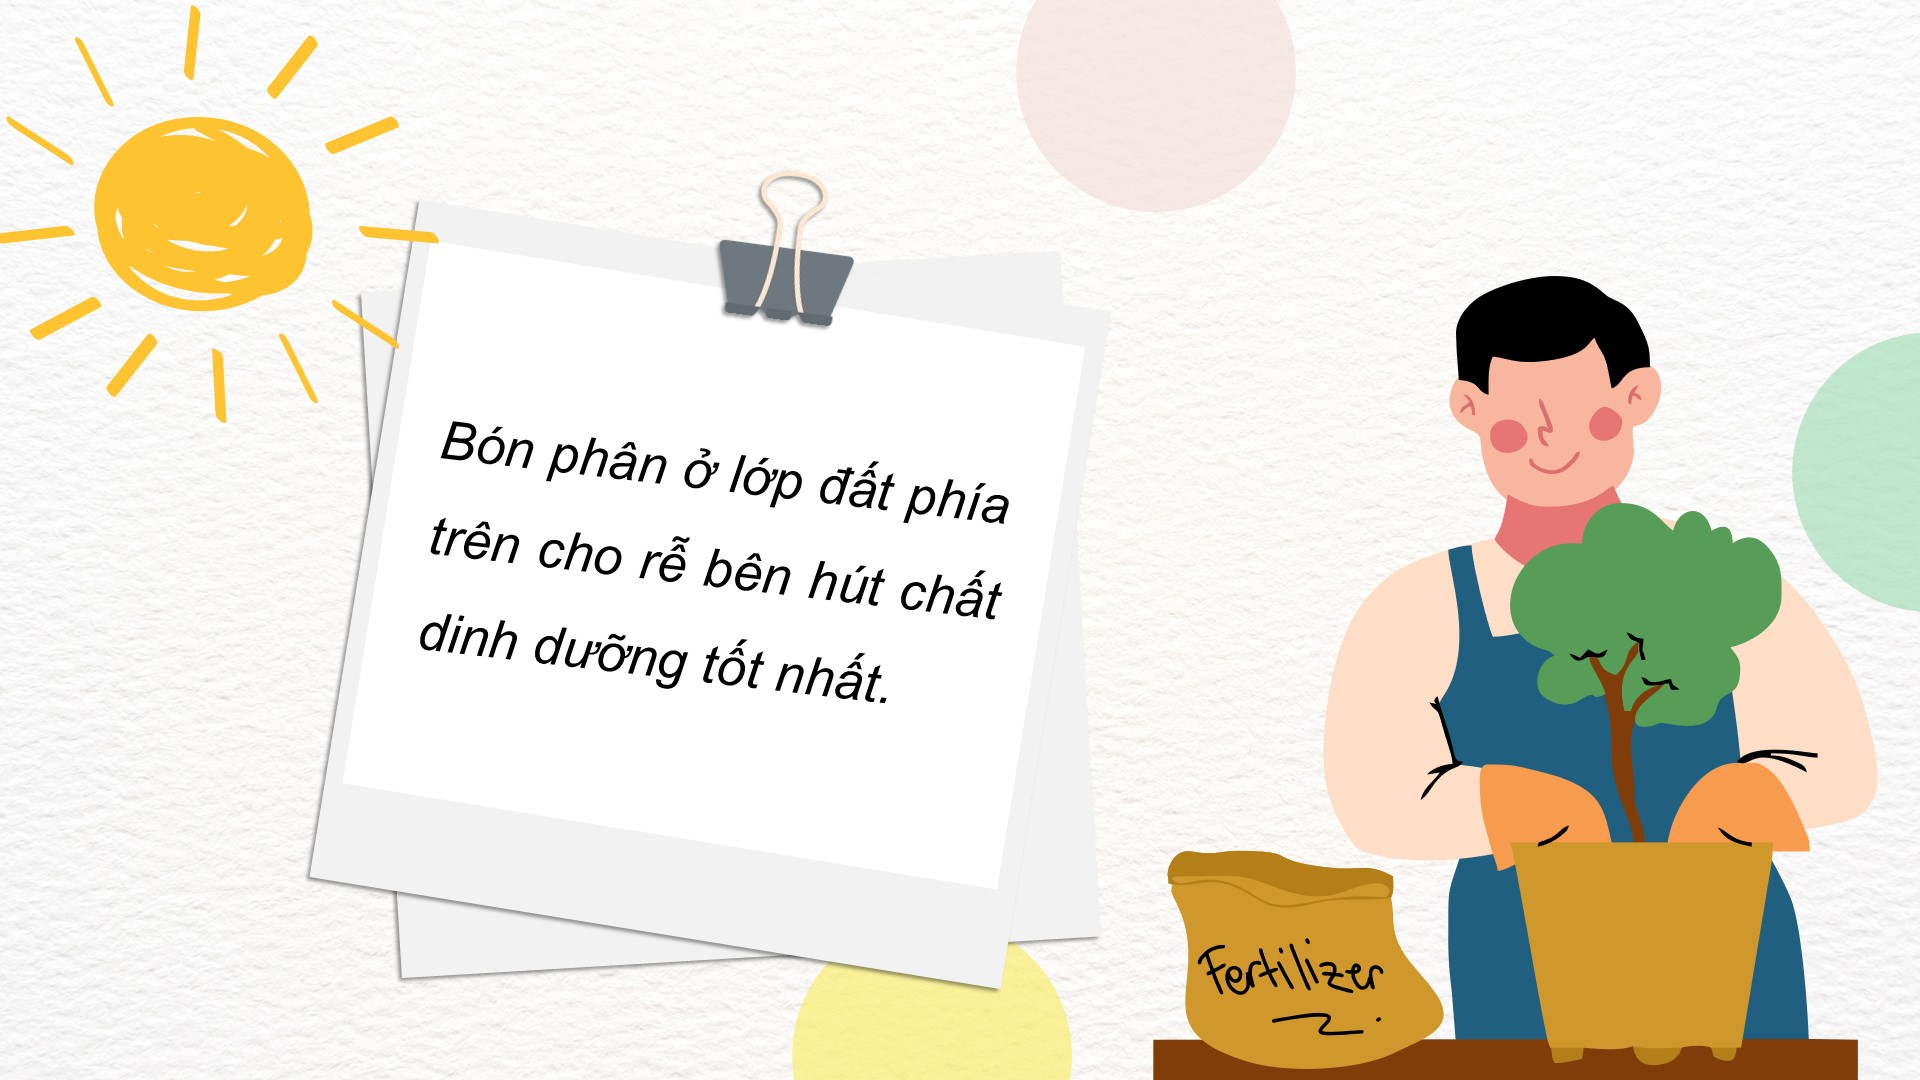 Bón phân ở lớp đất phía
trên cho rễ bên hút chất
dinh dưỡng tốt nhất.
Fertilizer